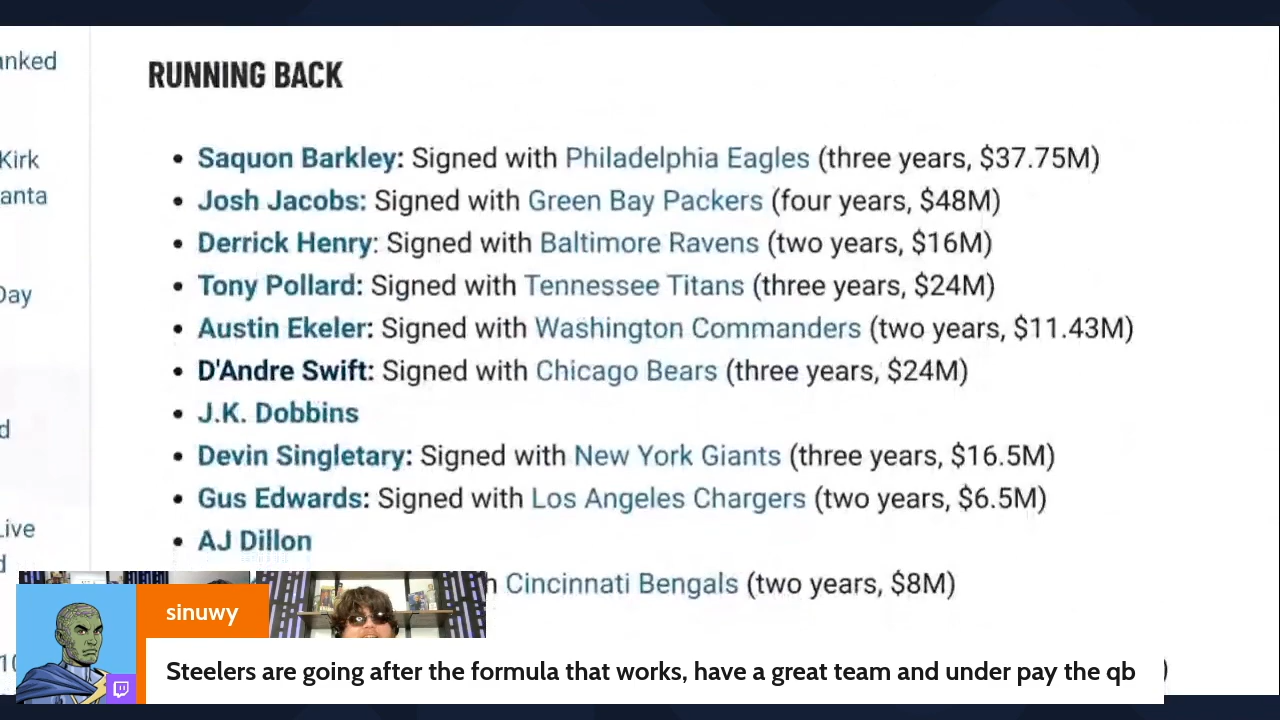 anked
RUNNING BACK
Saquon Barkley: Signed with Philadelphia Eagles (three years, $37.75M)
Kirk
anta
Josh Jacobs: Signed with Green Bay Packers (four years, $48M)
Derrick Henry: Signed with Baltimore Ravens (two years, $16M)
Day
Tony Pollard: Signed with Tennessee Titans (three years, $24M)
Austin Ekeler: Signed with Washington Commanders (two years, $11.43M)
D'Andre Swift: Signed with Chicago Bears (three years, $24M)
d
J.K. Dobbins
Devin Singletary: Signed with New York Giants (three years, $16.5M)
Gus Edwards: Signed with Los Angeles Chargers (two years, $6.5M)
Live
AJ Dillon
d
h Cincinnati Bengals (two years, $8M)
sinuwy
10
Steelers are going after the formula that works, have a great team and under pay the qb
)